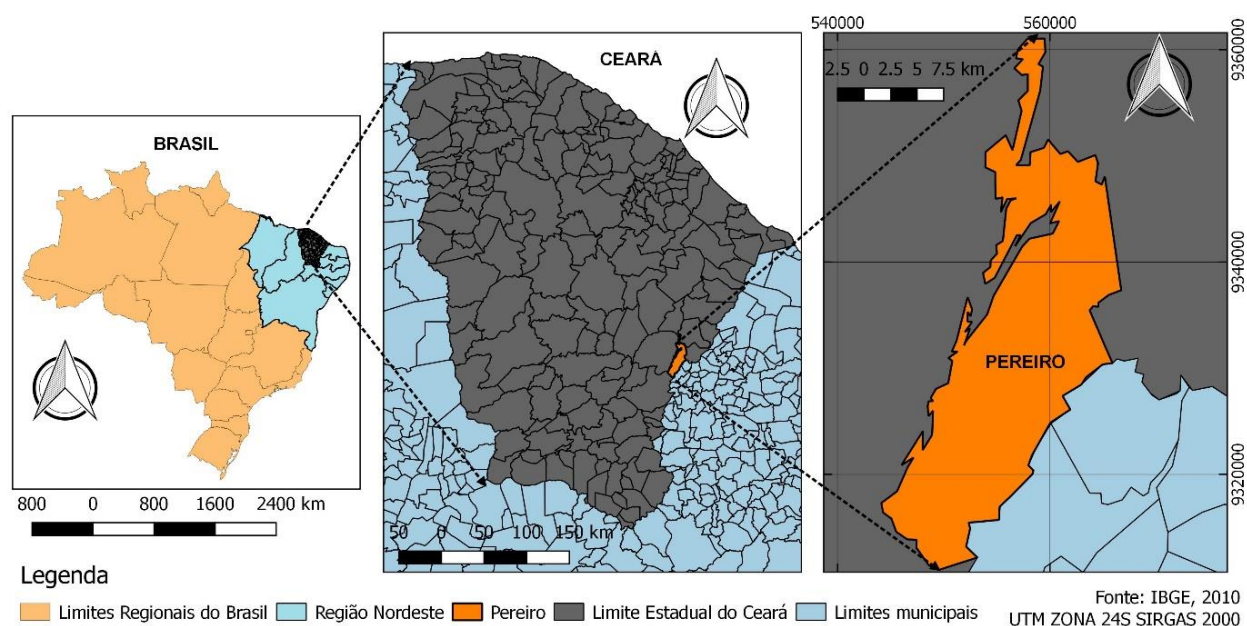 BRASIL
800 0 800 1600 2400 km
CEARÁ
50 0 50 100 150 km
540000 560000
2.5 0 2.5 5 7.5 km
PEREIRO
9360000
9340000
9320000
Legenda
Limites Regionais do Brasil Região Nordeste Pereiro Limite Estadual do Ceará Limites municipais
Fonte: IBGE, 2010
UTM ZONA 24S SIRGAS 2000